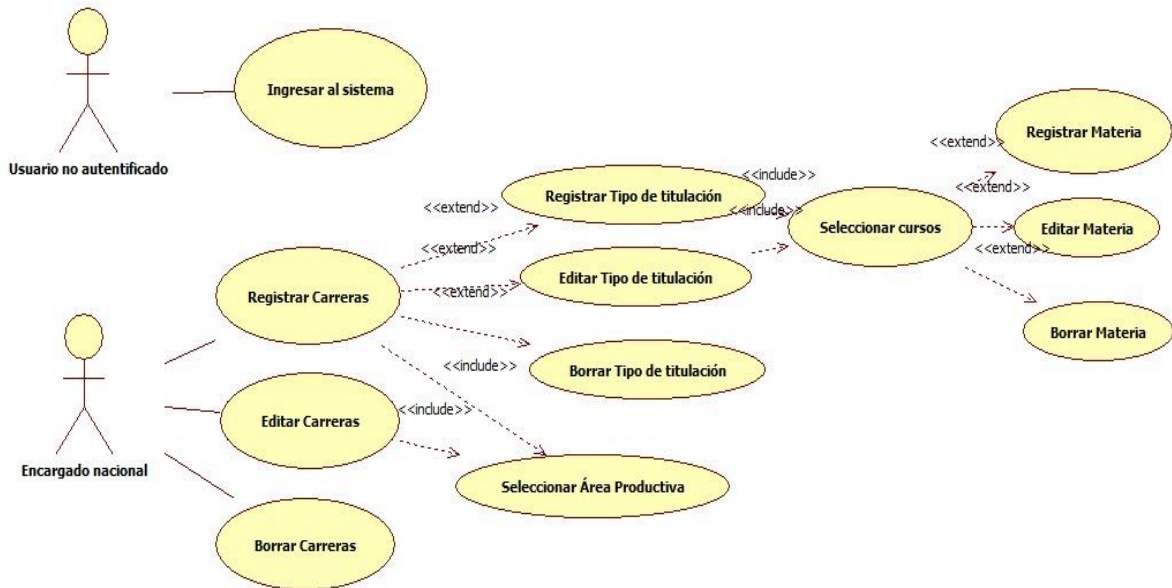 Ingresar al sistema
Usuario no autentificado
Registrar Materia
<<extend>>
<<include>>
Registrar Tipo de titulación
<<extend>>
<<extend>>
<<include>>
Seleccionar cursos
Editar Materia
<<extend>>
<<extend>>
Editar Tipo de titulación
Registrar Carreras
<<extend>>
Borrar Materia
<<include>>
Borrar Tipo de titulación
Editar Carreras
<<include>>
Encargado nacional
Seleccionar Área Productiva
Borrar Carreras